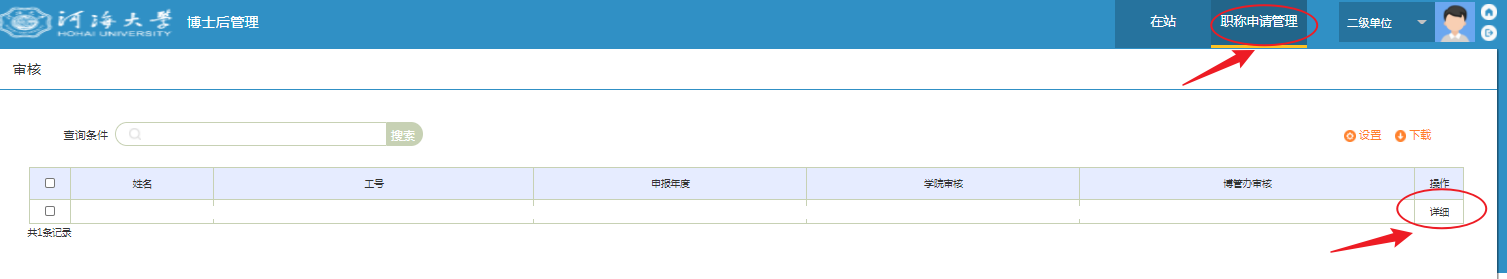 河海大学
HOHAI UNIVERSITY
博士后管理
在站
职称申请管理
二级单位
审核
查询条件
搜索
设置
下载
姓名
工号
申报年度
学院审核
博管办审核
操作
详细
共1条记录